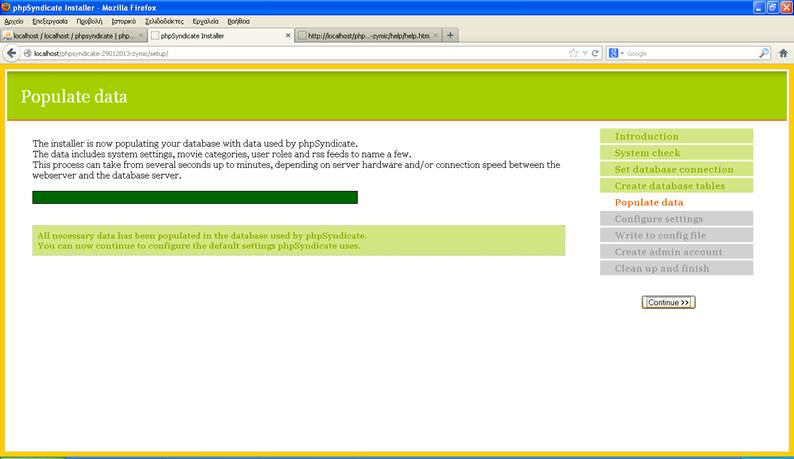 phpSyndicate Installer - Mozilla Firefox
Αρχείο Επεξεργασία Προβολή Ιστορικό Σελιδοδείκτες Εργαλεία Βοήθεια
localhost / localhost / phpsyndicate | php...
phpSyndicate Installer
http://localhost/php...-zymic/help/help.htm
localhost/phpsyndicate-29012013-zymic/setup/
Google
Populate data
The installer is now populating your database with data used by phpSyndicate.
The data includes system settings, movie categories, user roles and rss feeds to name a few.
This process can take from several seconds up to minutes, depending on server hardware and/or connection speed between the
webserver and the database server.
All necessary data has been populated in the database used by phpSyndicate.
You can now continue to configure the default settings phpSyndicate uses.
Introduction
System check
Set database connection
Create database tables
Populate data
Configure settings
Write to config file
Create admin account
Clean up and finish
Continue >>